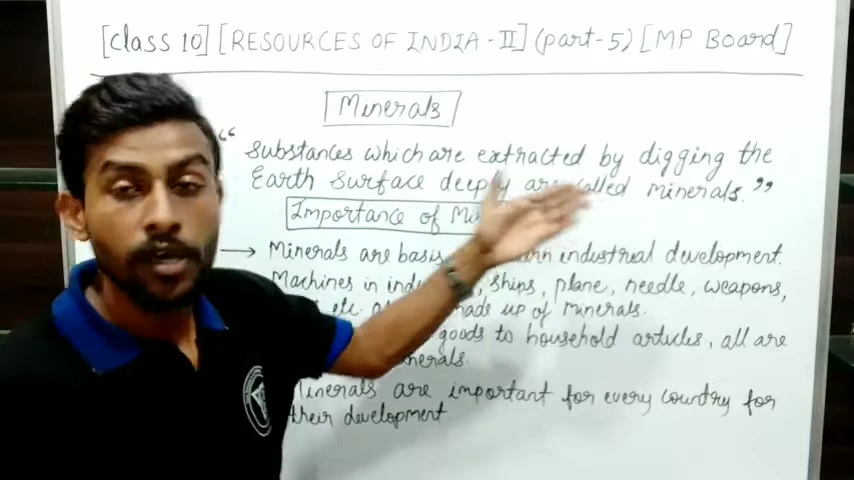 [Class 10] [RESOURCES OF INDIA - II] (part-5) [MP Board]
Minerals
“ Substances which are extracted by digging the
Earth surface deeply are called minerals. ”
Importance of
→ Minerals are basis industrial development.
Machines in , ships, plane, needle, weapons,
etc. made up of minerals.
goods to household articles, all are
minerals.
Minerals are important for every country for
their development